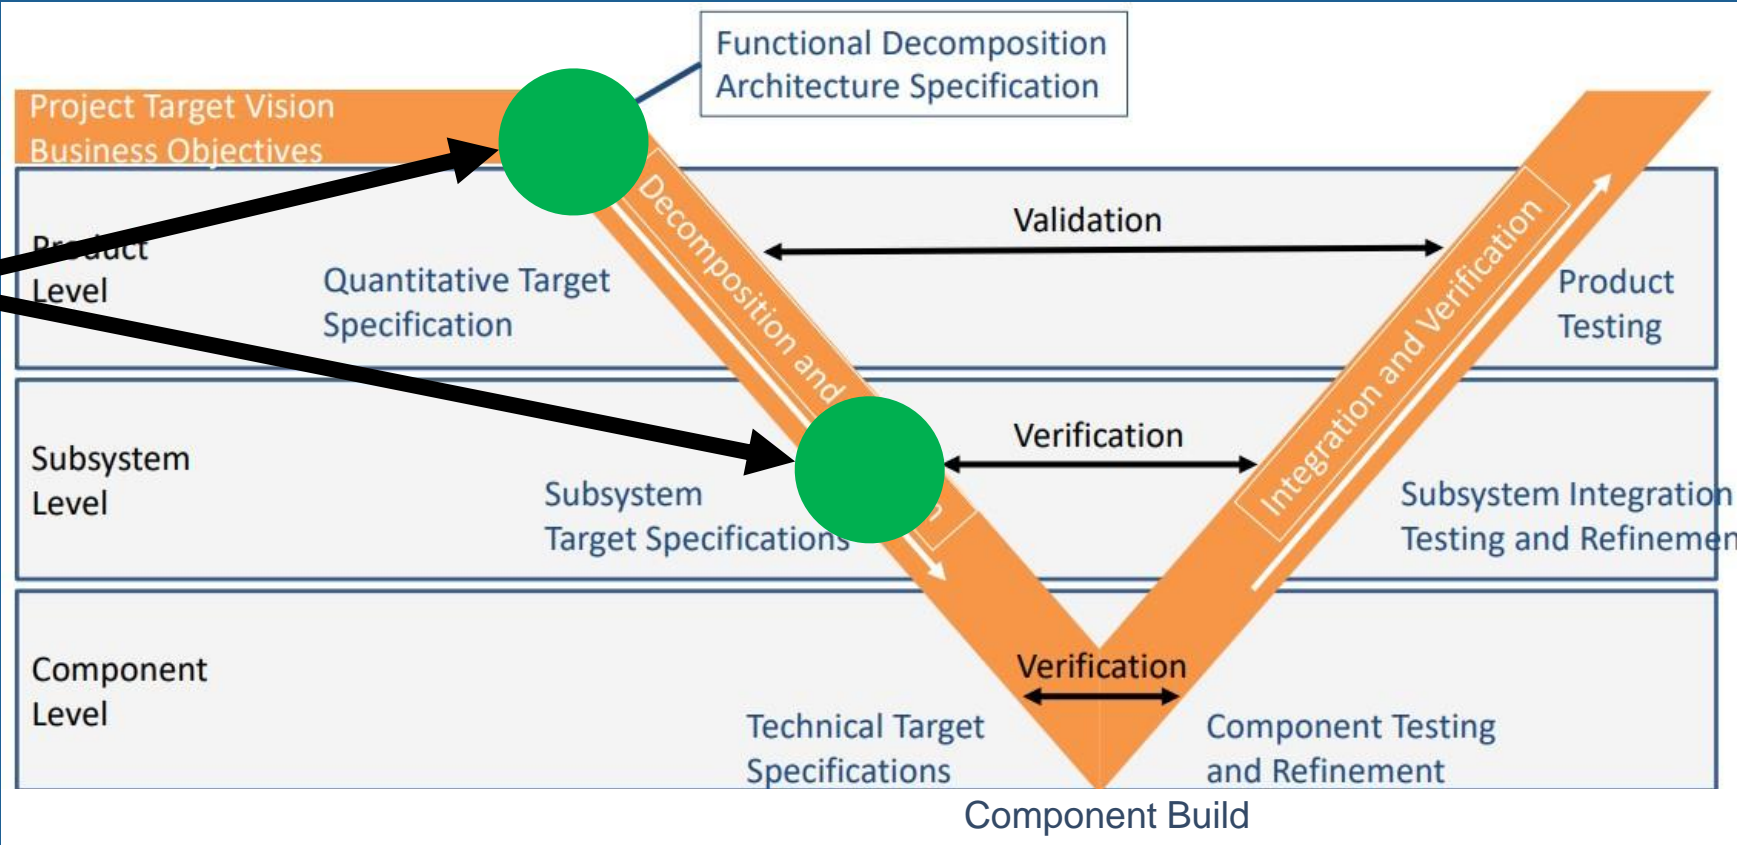 Functional Decomposition
Architecture Specification
Project Target Vision
Business Objectives
Product
Level
Quantitative Target
Specification
Decomposition and
Validation
Integration and Verification
Product
Testing
Subsystem
Level
Subsystem
Target Specifications
Verification
Subsystem Integration
Testing and Refinemen
Component
Level
Verification
Technical Target
Specifications
Component Testing
and Refinement
Component Build